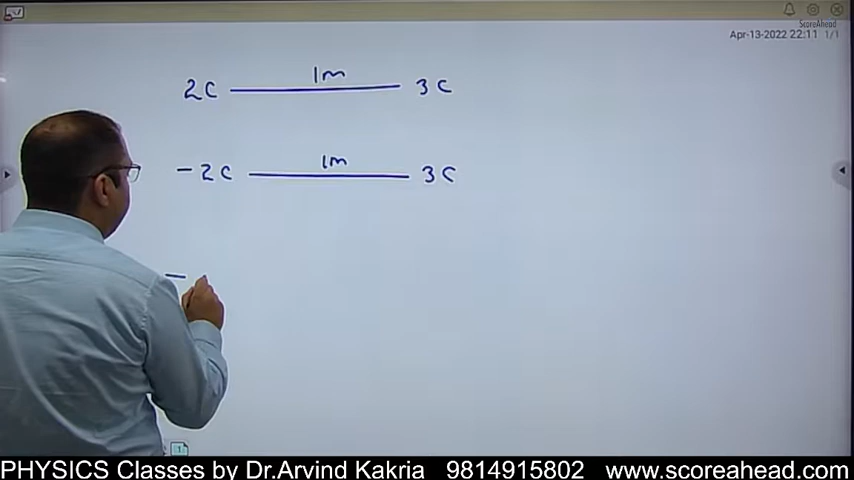 ScoreAhead
Apr-13-2022 22:11 1/1
2C 1m 3C
-2C 1m 3C
-
PHYSICS Classes by Dr.Arvind Kakria 9814915802 www.scoreahead.com